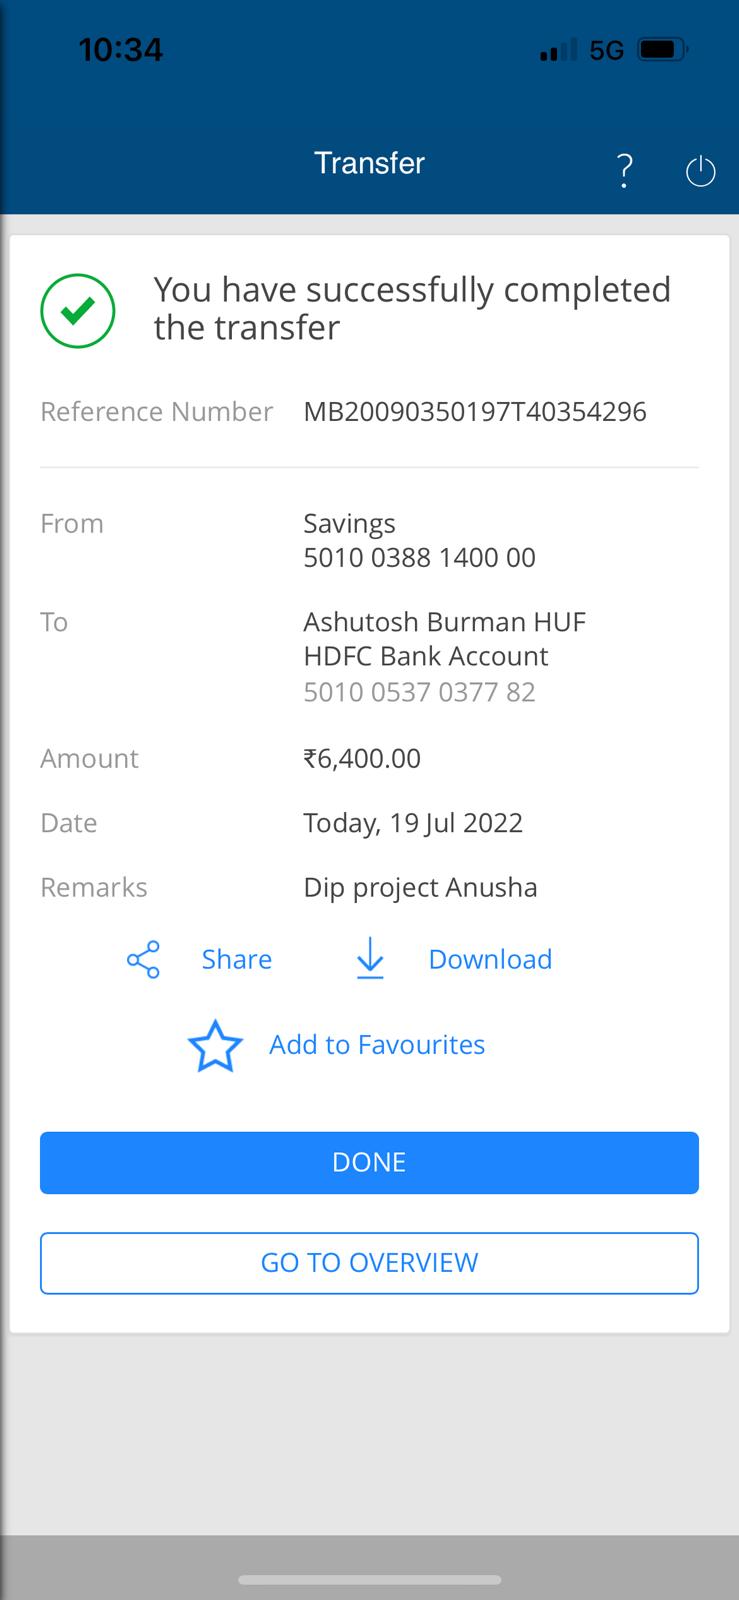 10:34
5G
Transfer
?
You have successfully completed
the transfer
Reference Number MB20090350197T40354296
From Savings
5010 0388 1400 00
To Ashutosh Burman HUF
HDFC Bank Account
5010 0537 0377 82
Amount ₹6,400.00
Date Today, 19 Jul 2022
Remarks Dip project Anusha
Share Download
Add to Favourites
DONE
GO TO OVERVIEW